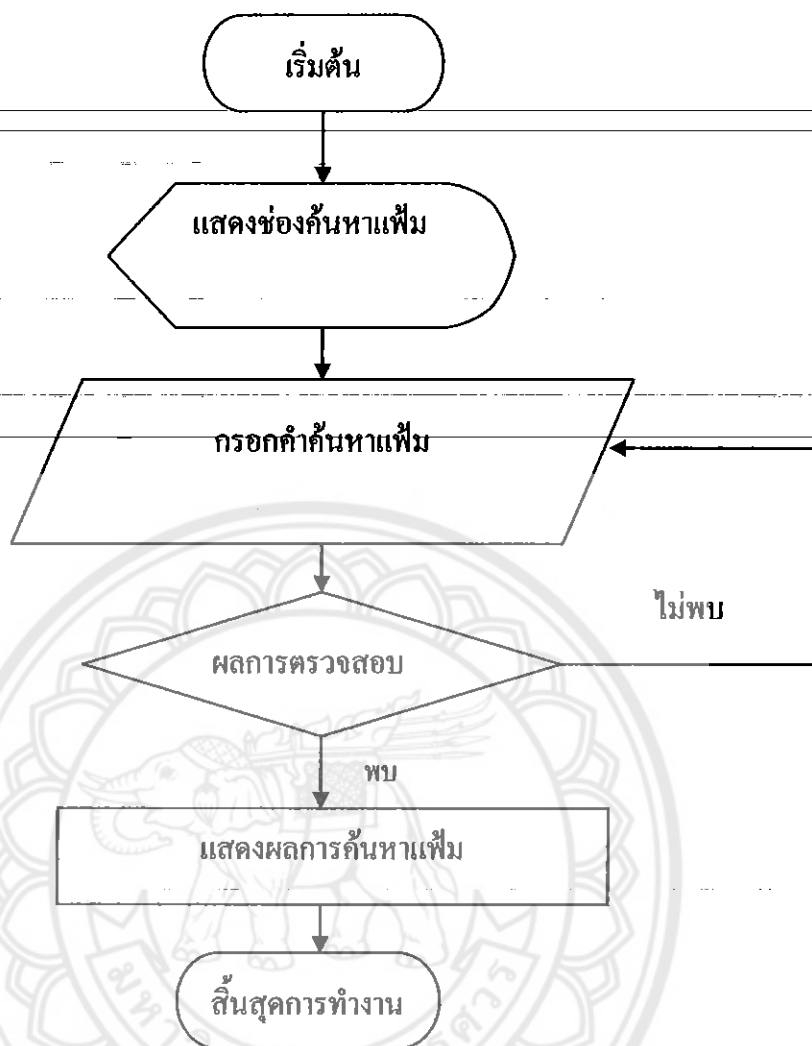 เริ่มต้น
แสดงช่องค้นหาแฟ้ม
กรอกคำค้นหาแฟ้ม
ไม่พบ
ผลการตรวจสอบ
พบ
แสดงผลการค้นหาแฟ้ม
สิ้นสุดการทำงาน